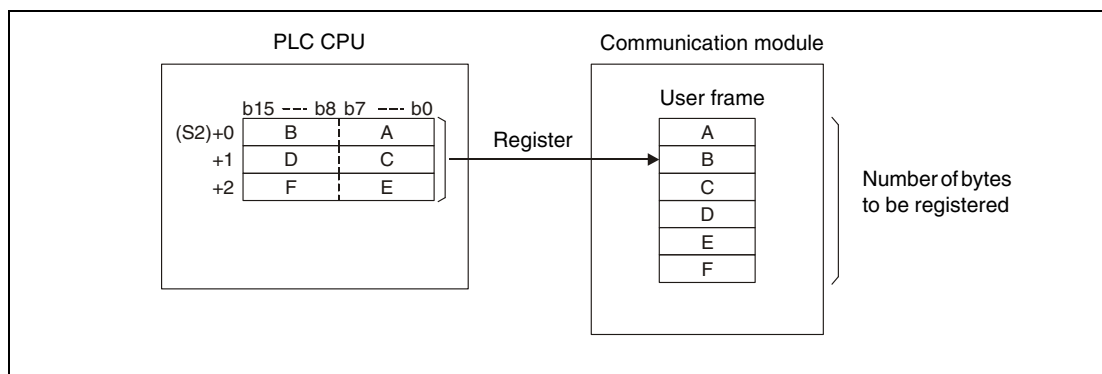 PLC CPU
Communication module
b15 --- b8 b7 --- b0
(S2)+0 B A
+1 D C
+2 F E
Register
User frame
A
B
C
D
E
F
Number of bytes
to be registered